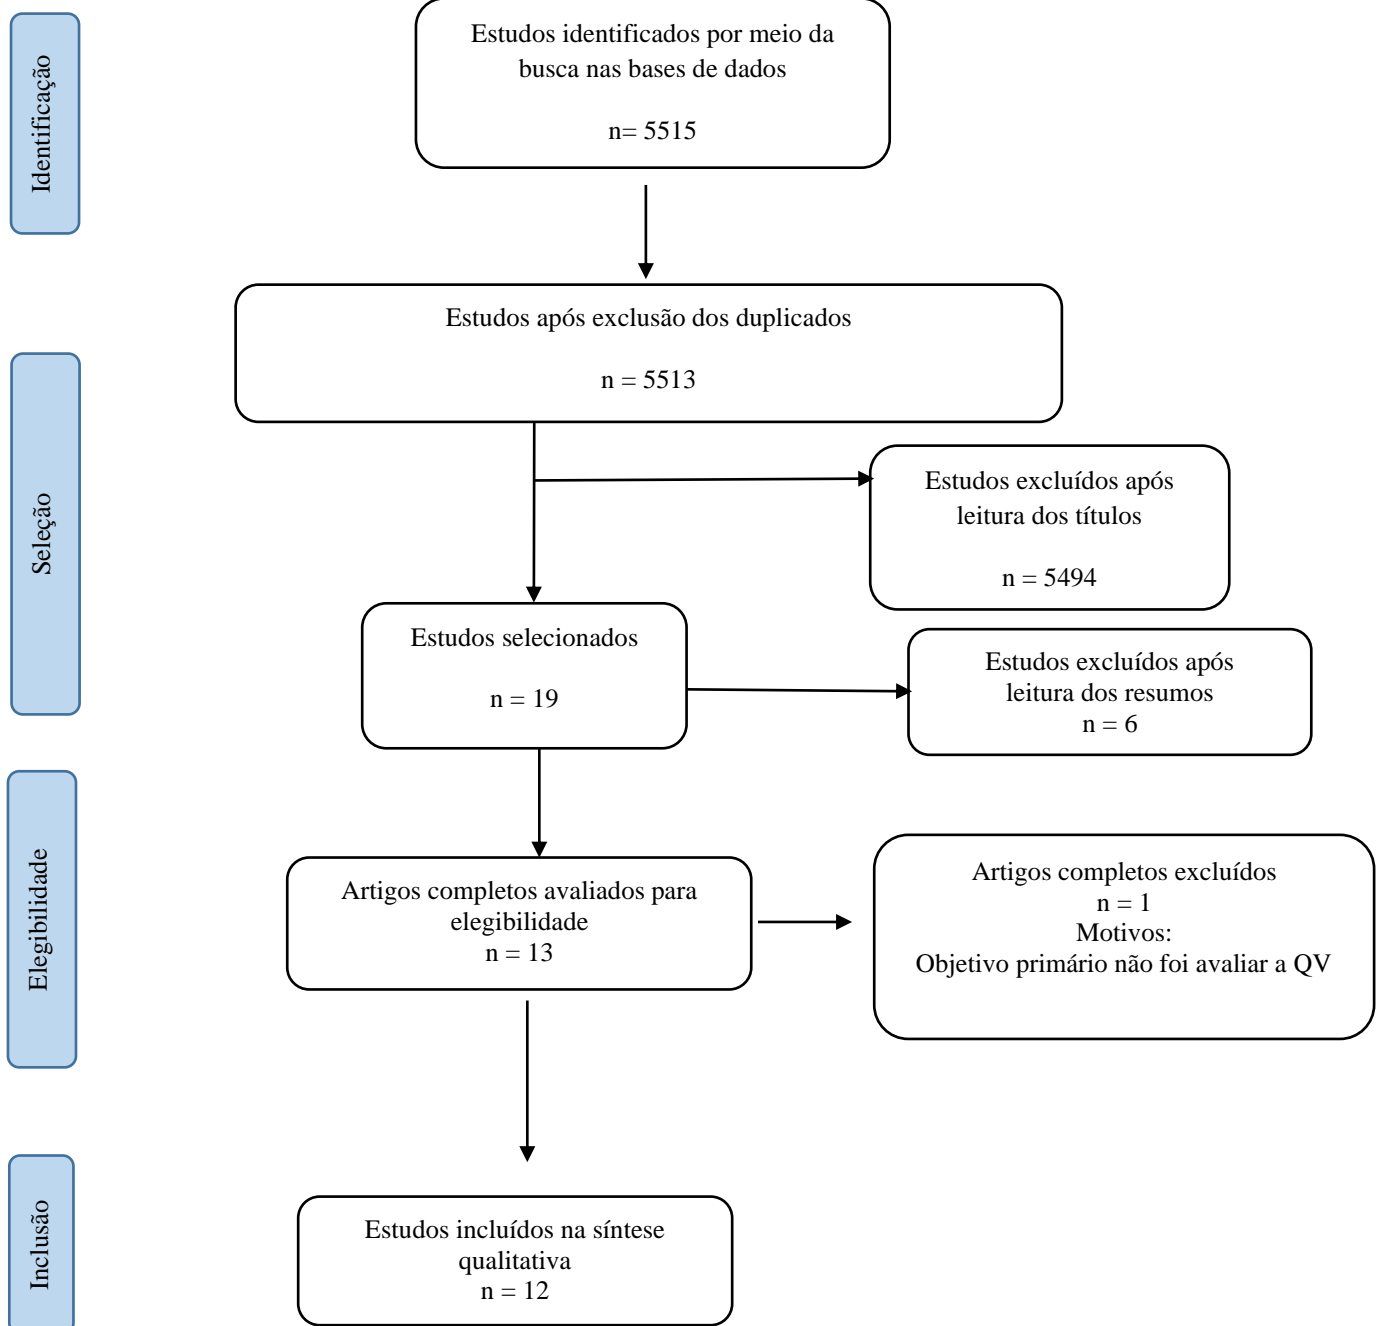 Identificação
Estudos identificados por meio da
busca nas bases de dados
n= 5515
Estudos após exclusão dos duplicados
n = 5513
Seleção
Estudos excluídos após
leitura dos títulos
n = 5494
Estudos selecionados
n = 19
Estudos excluídos após
leitura dos resumos
n = 6
Elegibilidade
Artigos completos avaliados para
elegibilidade
n = 13
Artigos completos excluídos
n = 1
Motivos:
Objetivo primário não foi avaliar a QV
Inclusão
Estudos incluídos na síntese
qualitativa
n = 12